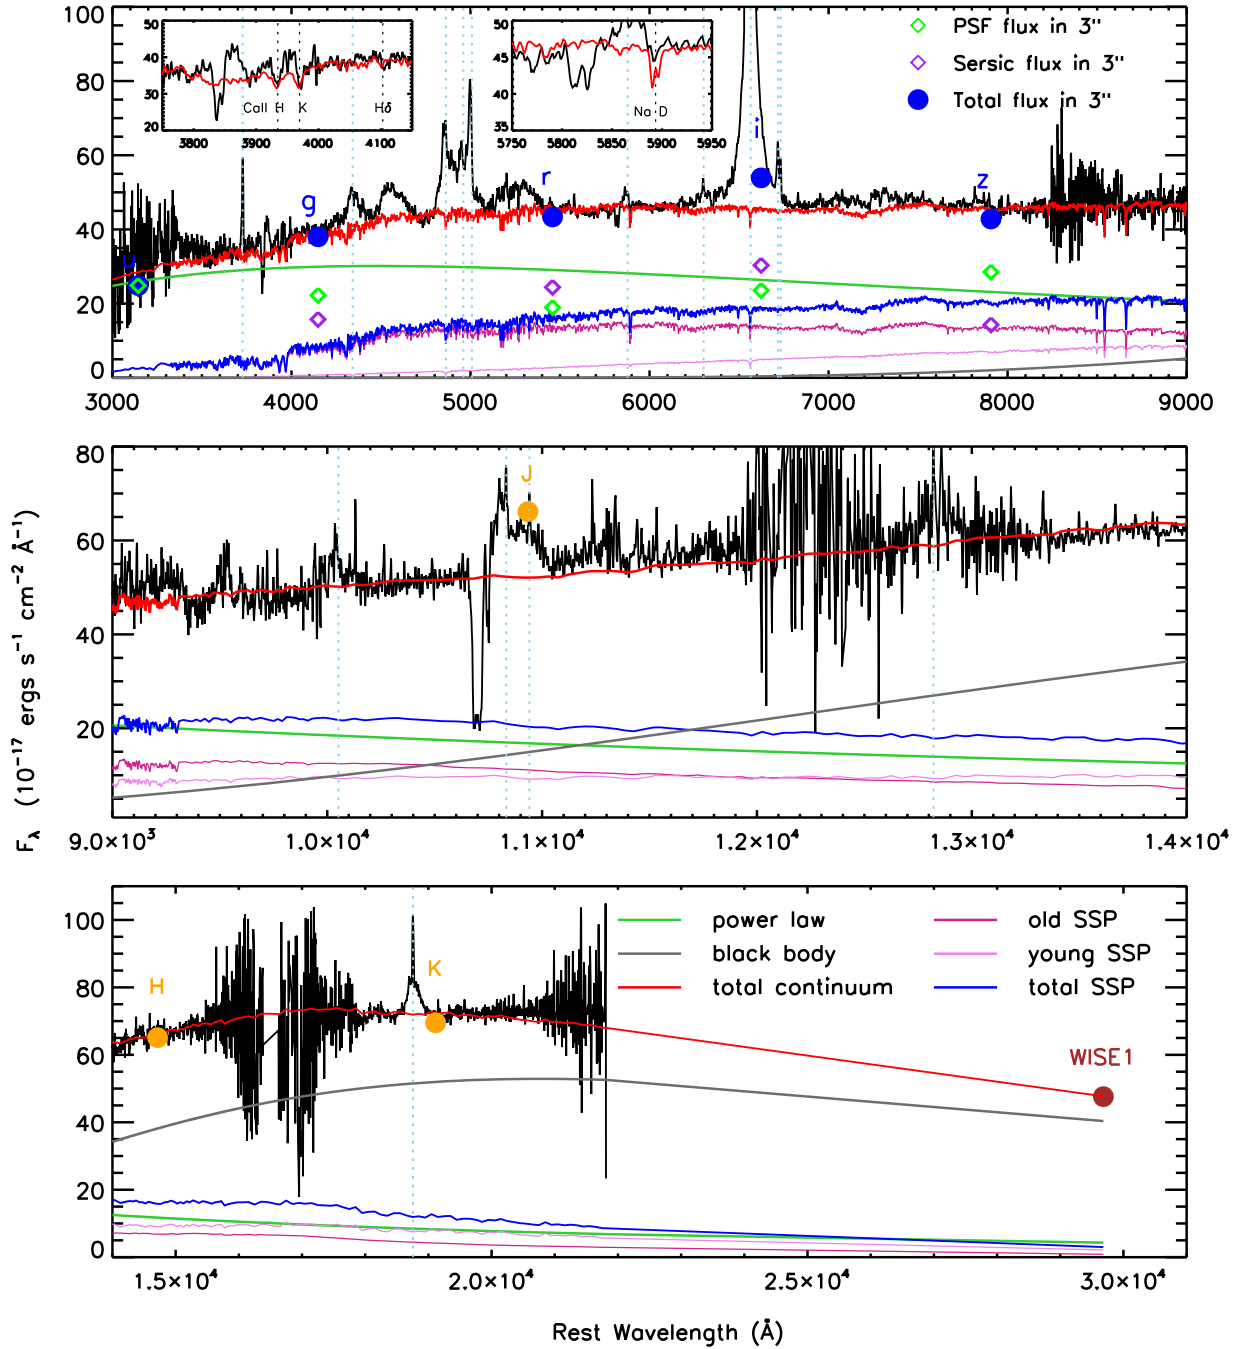 100
80
60
40
20
0
3000 4000 5000 6000 7000 8000 9000
50
40
30
20
3800 3900 4000 4100
CaII H K Hδ
50
45
40
35
5750 5800 5850 5900 5950
Na D
PSF flux in 3"
Sersic flux in 3"
Total flux in 3"
u
g
r
i
z
80
60
40
20
9.0×10³ 1.0×10⁴ 1.1×10⁴ 1.2×10⁴ 1.3×10⁴ 1.4×10⁴
J
F_λ (10⁻¹⁷ ergs s⁻¹ cm⁻² Å⁻¹)
100
80
60
40
20
0
H
K
WISE1
power law
black body
total continuum
old SSP
young SSP
total SSP
1.5×10⁴ 2.0×10⁴ 2.5×10⁴ 3.0×10⁴
Rest Wavelength (Å)